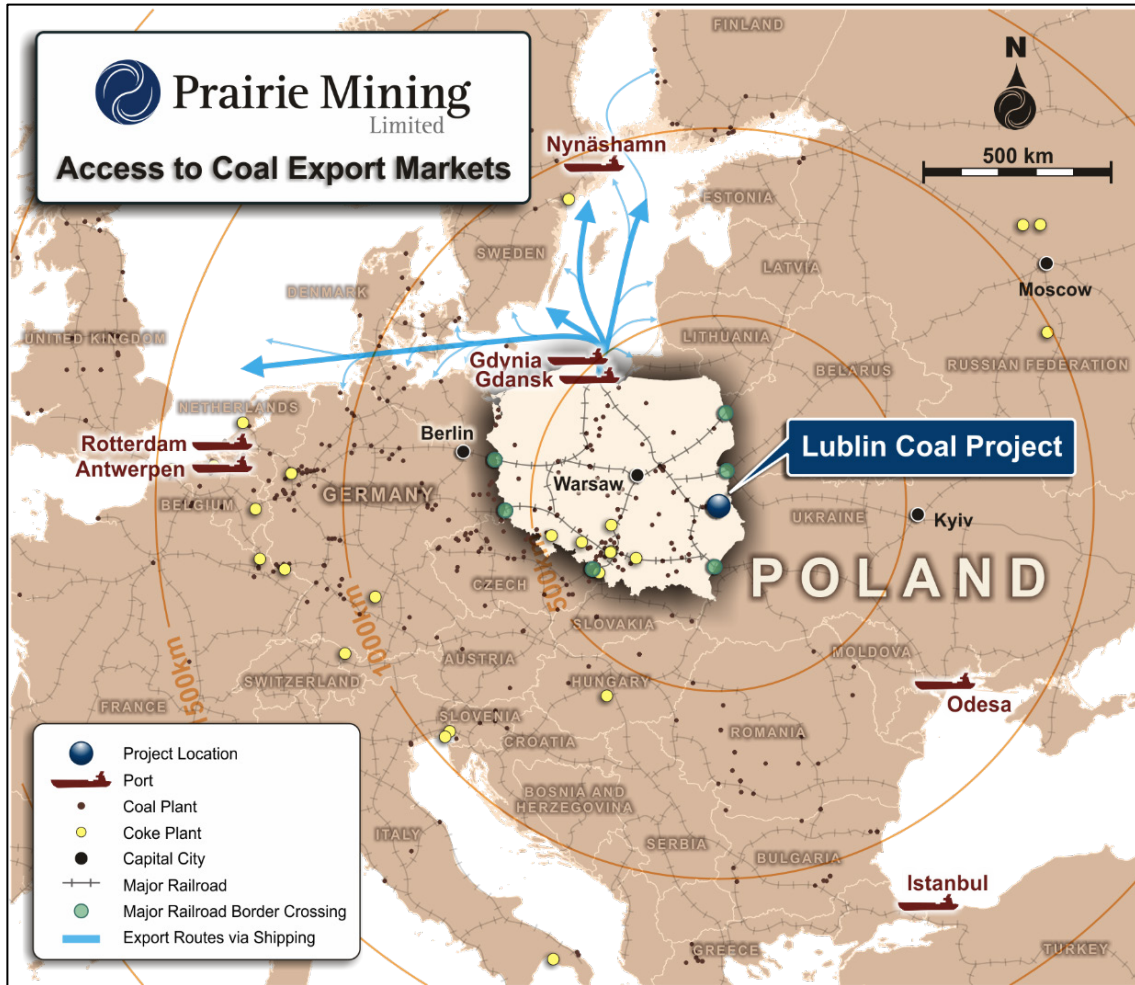 Prairie Mining
Limited
Access to Coal Export Markets
N
500 km
FINLAND
Nynäshamn
ESTONIA
SWEDEN
LATVIA
Moscow
DENMARK
UNITED KINGDOM
LITHUANIA
RUSSIAN FEDERATION
Gdynia
Gdansk
BELARUS
NETHERLANDS
Berlin
Rotterdam
Antwerpen
Lublin Coal Project
Warsaw
GERMANY
BELGIUM
UKRAINE
Kyiv
POLAND
CZECH
500km
1000km
1500km
SLOVAKIA
MOLDOVA
AUSTRIA
SWITZERLAND
HUNGARY
FRANCE
Odesa
SLOVENIA
CROATIA
ROMANIA
BOSNIA AND
HERZEGOVINA
ITALY
SERBIA
BULGARIA
Istanbul
GREECE
TURKEY
Project Location
Port
Coal Plant
Coke Plant
Capital City
Major Railroad
Major Railroad Border Crossing
Export Routes via Shipping